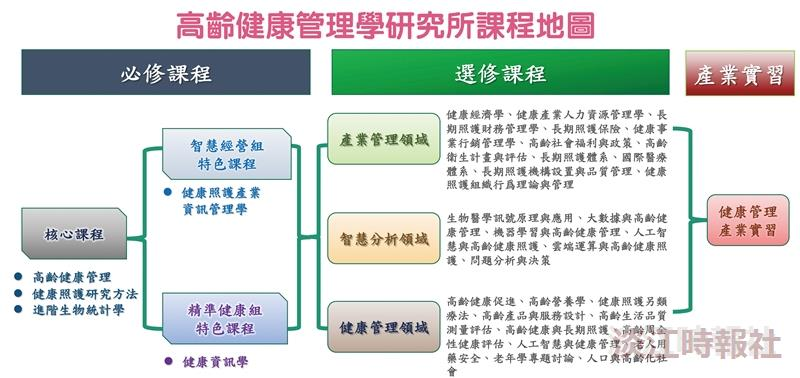 高齡健康管理學研究所課程地圖
必修課程
選修課程
產業實習
核心課程
● 高齡健康管理
● 健康照護研究方法
● 進階生物統計學
智慧經營組
特色課程
● 健康照護產業
資訊管理學
精準健康組
特色課程
● 健康資訊學
產業管理領域
健康經濟學、健康產業人力資源管理學、長
期照護財務管理學、長期照護保險、健康事
業行銷管理學、高齡社會福利與政策、高齡
衛生計畫與評估、長期照護體系、國際醫療
體系、長期照護機構設置與品質管理、健康
照護組織行為理論與管理
智慧分析領域
生物醫學訊號原理與應用、大數據與高齡健
康管理、機器學習與高齡健康管理、人工智
慧與高齡健康照護、雲端運算與高齡健康照護
、問題分析與決策
健康管理領域
高齡健康促進、高齡營養學、健康照護另類
療法、高齡產品與服務設計、高齡生活品質
測量評估、高齡健康與長期照護、高齡周全
性健康評估、人工智慧與健康管理、老人用
藥安全、老年學專題討論、人口與高齡化社
會
健康管理
產業實習
淡江時報社